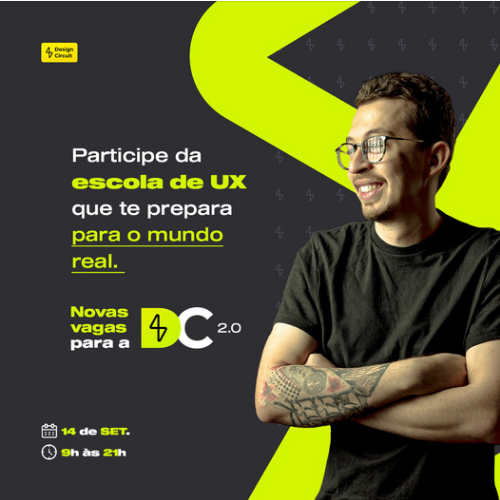 Design
Circuit
Participe da
escola de UX
que te prepara
para o mundo
real.
Novas
vagas
para a
DC 2.0
14 de SET.
9h às 21h